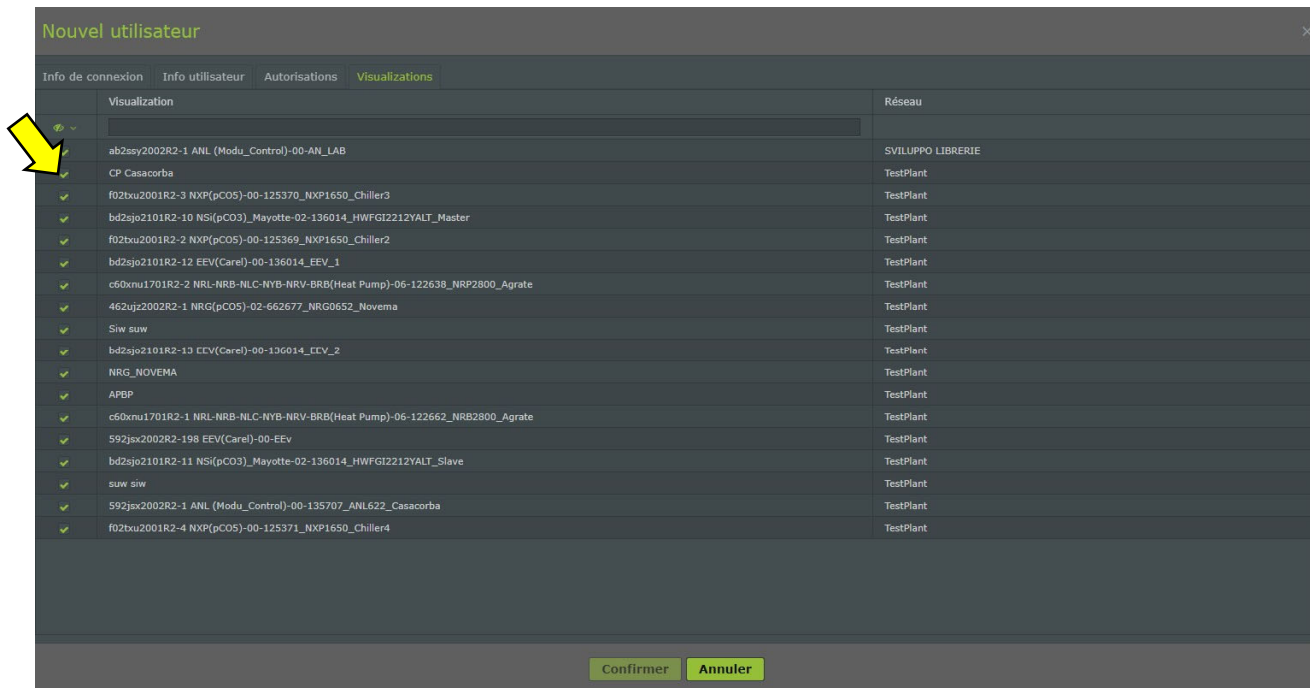 Nouvel utilisateur
Info de connexion Info utilisateur Autorisations Visualizations
Visualization Réseau
ab2ssy2002R2-1 ANL (Modu_Control)-00-AN_LAB SVILUPPO LIBRERIE
CP Casacorba TestPlant
f02txu2001R2-3 NXP(pCO5)-00-125370_NXP1650_Chiller3 TestPlant
bd2sjo2101R2-10 NSi(pCO3)_Mayotte-02-136014_HWFGI2212YALT_Master TestPlant
f02txu2001R2-2 NXP(pCO5)-00-125369_NXP1650_Chiller2 TestPlant
bd2sjo2101R2-12 EEV(Carel)-00-136014_EEV_1 TestPlant
c60xnu1701R2-2 NRL-NRB-NLC-NYB-NRV-BRB(Heat Pump)-06-122638_NRP2800_Agrate TestPlant
462ujz2002R2-1 NRG(pCO5)-02-662677_NRG0652_Novema TestPlant
Siw suw TestPlant
bd2sjo2101R2-13 EEV(Carel)-00-136014_EEV_2 TestPlant
NRG_NOVEMA TestPlant
APBP TestPlant
c60xnu1701R2-1 NRL-NRB-NLC-NYB-NRV-BRB(Heat Pump)-06-122662_NRB2800_Agrate TestPlant
592jsx2002R2-198 EEV(Carel)-00-EEv TestPlant
bd2sjo2101R2-11 NSi(pCO3)_Mayotte-02-136014_HWFGI2212YALT_Slave TestPlant
suw siw TestPlant
592jsx2002R2-1 ANL (Modu_Control)-00-135707_ANL622_Casacorba TestPlant
f02txu2001R2-4 NXP(pCO5)-00-125371_NXP1650_Chiller4 TestPlant
Confirmer Annuler